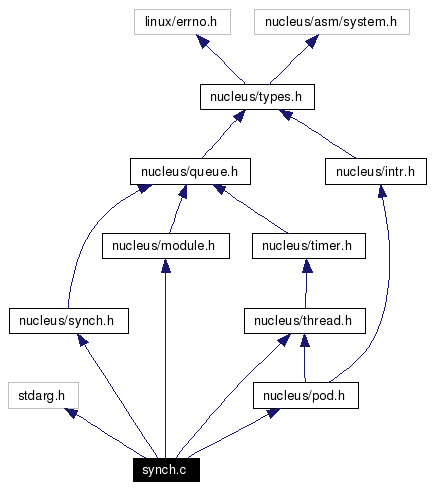 linux/errno.h
nucleus/asm/system.h
nucleus/types.h
nucleus/queue.h
nucleus/intr.h
nucleus/module.h
nucleus/timer.h
nucleus/synch.h
nucleus/thread.h
stdarg.h
nucleus/pod.h
synch.c